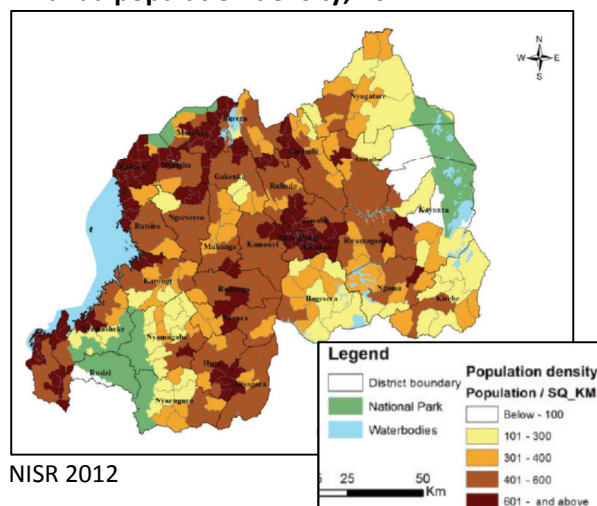 N
W E
S
Nyagatare
Burera
Gakenke
Rulindo
Kayonza
Rutsiro
Ngororero
Muhanga
Kamonyi
Rwamagana
Karongi
Ngoma
Kirehe
Bugesera
Nyamagabe
Rusizi
Huye
Gisagara
Nyaruguru
Legend
District boundary
National Park
Waterbodies
25 50
Km
Population density
Population / SQ_KM
Below - 100
101 - 300
301 - 400
401 - 600
601 - and above
NISR 2012